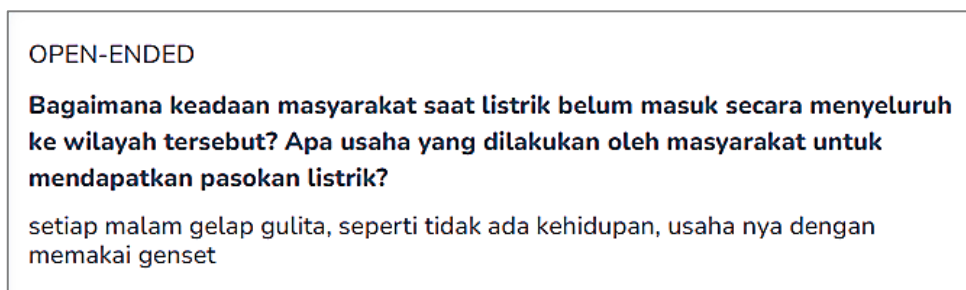 OPEN-ENDED
Bagaimana keadaan masyarakat saat listrik belum masuk secara menyeluruh
ke wilayah tersebut? Apa usaha yang dilakukan oleh masyarakat untuk
mendapatkan pasokan listrik?
setiap malam gelap gulita, seperti tidak ada kehidupan, usaha nya dengan
memakai genset